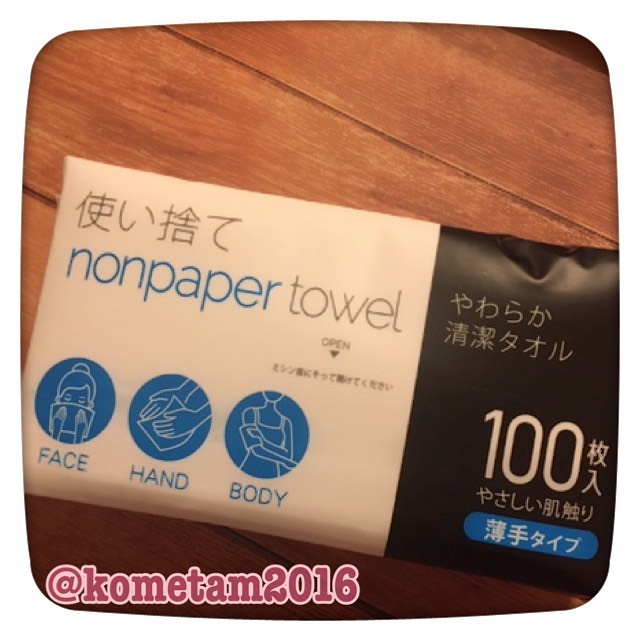 使い捨て
nonpaper towel
OPEN
ミシン目にそって開けてください
FACE
HAND
BODY
やわらか
清潔タオル
100枚入
やさしい肌触り
薄手タイプ
@kometam2016